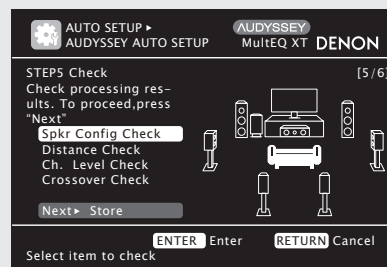 AUTO SETUP ▸
AUDYSSEY AUTO SETUP
AUDYSSEY
MultEQ XT DENON
STEP5 Check
[5/6]
Check processing res-
ults. To proceed,press
“Next”
Spkr Config Check
Distance Check
Ch. Level Check
Crossover Check
Next▸ Store
ENTER Enter
RETURN Cancel
Select item to check